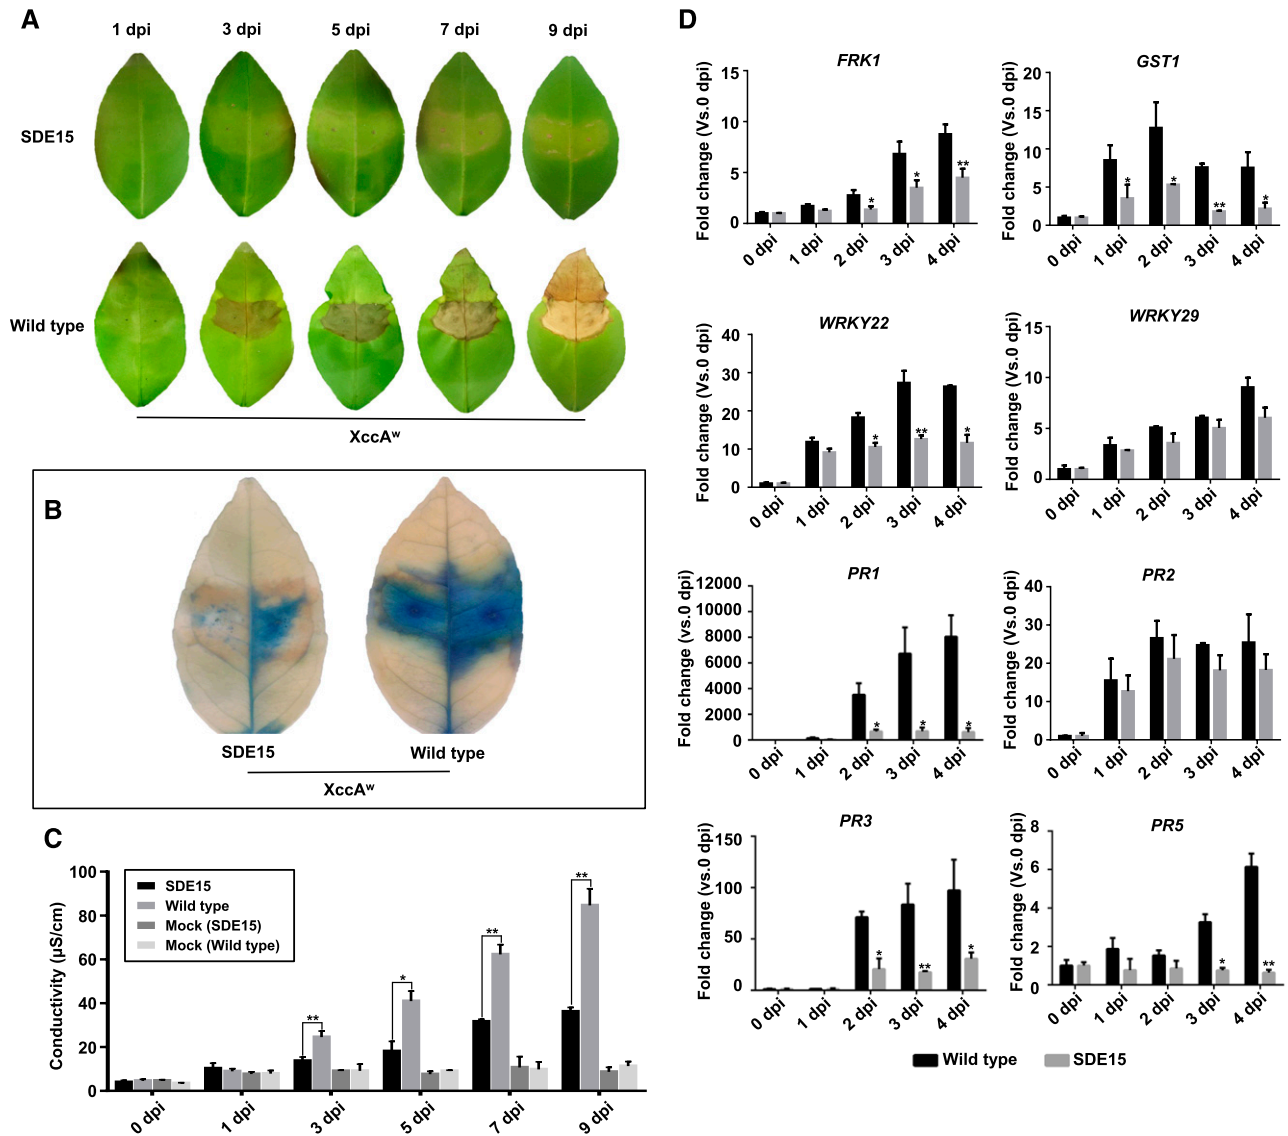 A
1 dpi 3 dpi 5 dpi 7 dpi 9 dpi
SDE15
Wild type
XccAʷ
B
SDE15 Wild type
XccAʷ
C
Conductivity (µS/cm)
100
80
60
40
20
0
SDE15
Wild type
Mock (SDE15)
Mock (Wild type)
** * ** **
0 dpi 1 dpi 3 dpi 5 dpi 7 dpi 9 dpi
D
FRK1
Fold change (Vs.0 dpi)
15
10
5
0
* * **
0 dpi 1 dpi 2 dpi 3 dpi 4 dpi
GST1
Fold change (Vs.0 dpi)
20
15
10
5
0
* * ** *
0 dpi 1 dpi 2 dpi 3 dpi 4 dpi
WRKY22
Fold change (Vs.0 dpi)
40
30
20
10
0
* ** *
0 dpi 1 dpi 2 dpi 3 dpi 4 dpi
WRKY29
Fold change (Vs.0 dpi)
15
10
5
0
0 dpi 1 dpi 2 dpi 3 dpi 4 dpi
PR1
Fold change (vs.0 dpi)
12000
10000
8000
6000
4000
2000
0
* * *
0 dpi 1 dpi 2 dpi 3 dpi 4 dpi
PR2
Fold change (Vs.0 dpi)
40
30
20
10
0
0 dpi 1 dpi 2 dpi 3 dpi 4 dpi
PR3
Fold change (vs.0 dpi)
150
100
50
0
* ** *
0 dpi 1 dpi 2 dpi 3 dpi 4 dpi
PR5
Fold change (Vs.0 dpi)
8
6
4
2
0
* **
0 dpi 1 dpi 2 dpi 3 dpi 4 dpi
Wild type SDE15